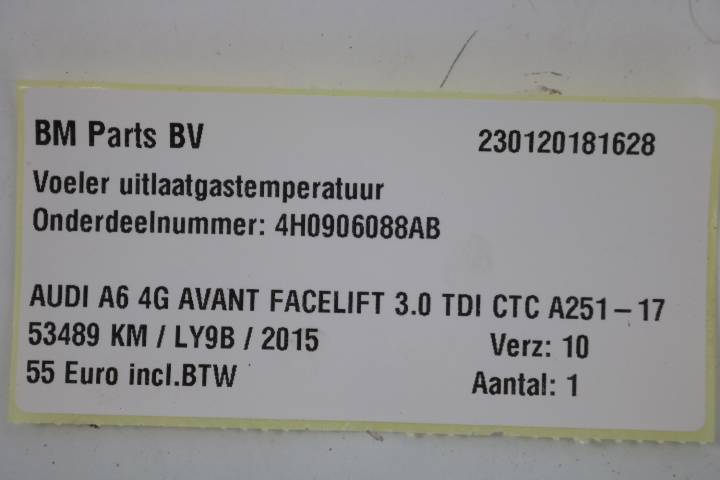 BM Parts BV 230120181628
Voeler uitlaatgastemperatuur
Onderdeelnummer: 4H0906088AB
AUDI A6 4G AVANT FACELIFT 3.0 TDI CTC A251-17
53489 KM / LY9B / 2015 Verz: 10
55 Euro incl.BTW Aantal: 1